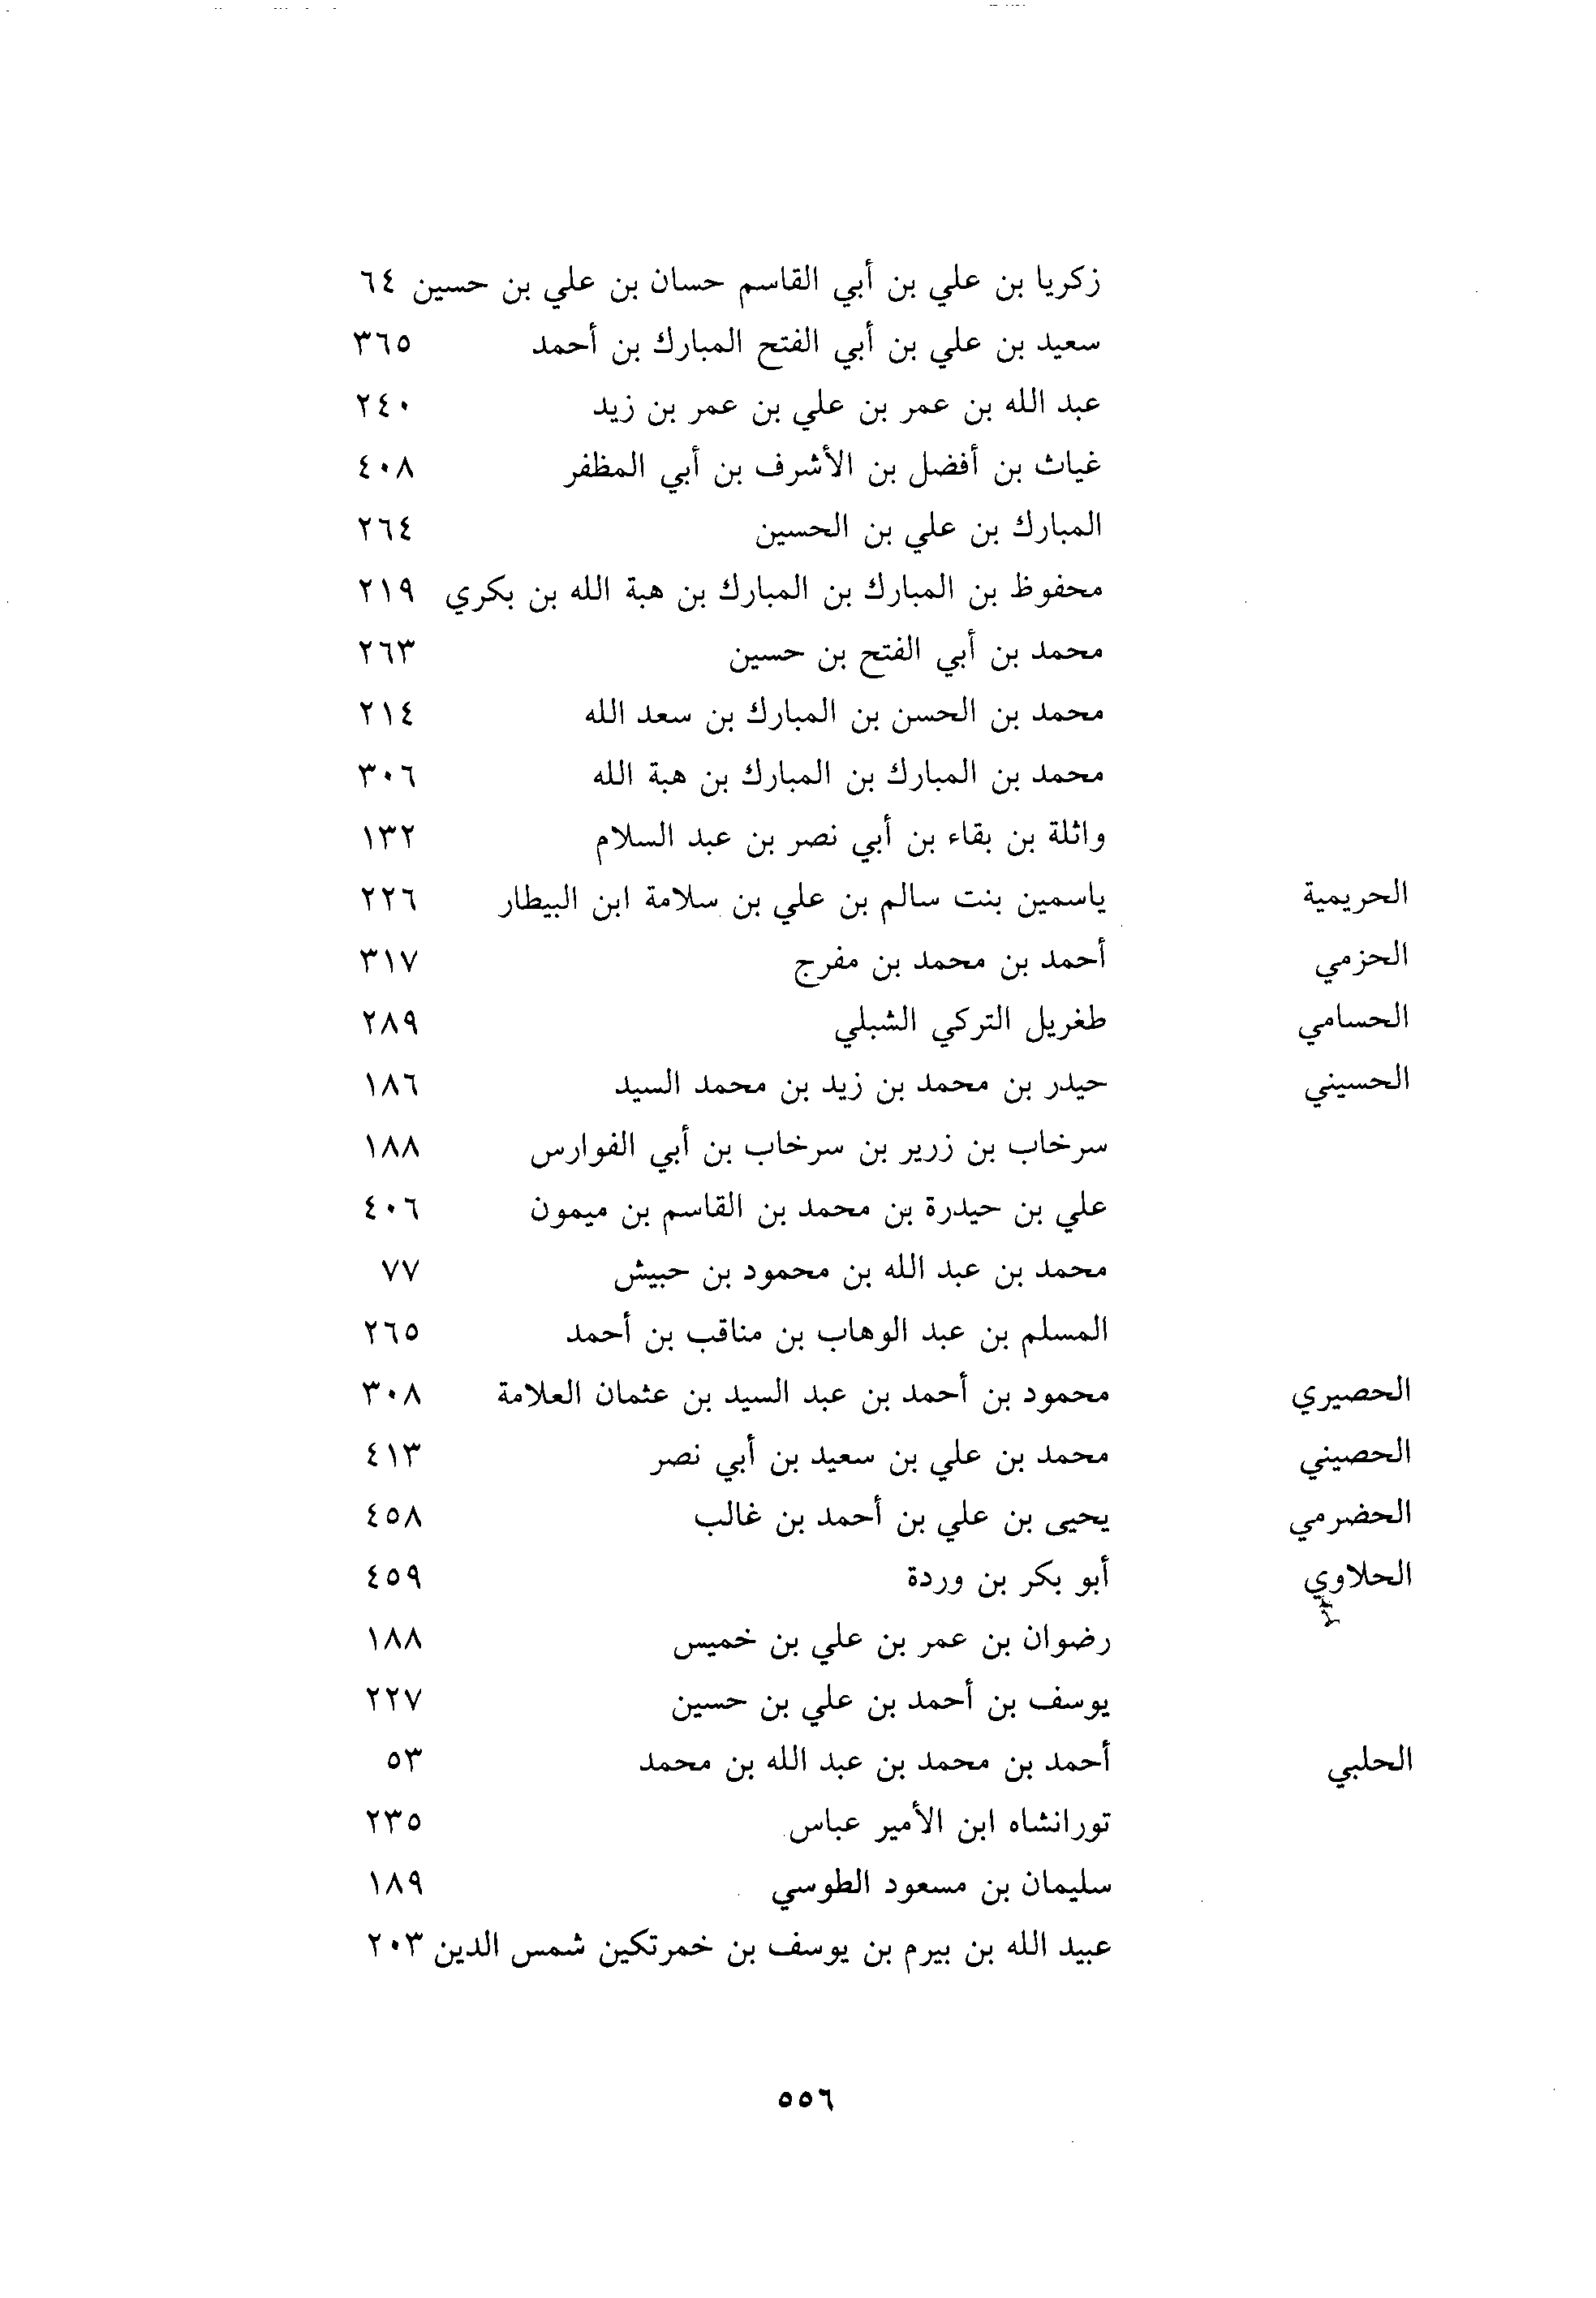 زكريا بن علي بن أبي القاسم حسان بن علي بن حسين ٦٤
سعيد بن علي بن أبي الفتح المبارك بن أحمد ٣٦٥
عبد الله بن عمر بن علي بن عمر بن زيد ٢٤٠
غياث بن أفضل بن الأشرف بن أبي المظفر ٤٠٨
المبارك بن علي بن الحسين ٢٦٤
محفوظ بن المبارك بن المبارك بن هبة الله بن بكري ٢١٩
محمد بن أبي الفتح بن حسين ٢٦٣
محمد بن الحسن بن المبارك بن سعد الله ٢١٤
محمد بن المبارك بن المبارك بن هبة الله ٣٠٦
واثلة بن بقاء بن أبي نصر بن عبد السلام ١٣٢
الحريمية ياسمين بنت سالم بن علي بن سلامة ابن البيطار ٢٢٦
الحزمي أحمد بن محمد بن مفرج ٣١٧
الحسامي طغريل التركي الشبلي ٢٨٩
الحسيني حيدر بن محمد بن زيد بن محمد السيد ١٨٦
سرخاب بن زرير بن سرخاب بن أبي الفوارس ١٨٨
علي بن حيدرة بن محمد بن القاسم بن ميمون ٤٠٦
محمد بن عبد الله بن محمود بن حبيش ٧٧
المسلم بن عبد الوهاب بن مناقب بن أحمد ٢٦٥
الحصيري محمود بن أحمد بن عبد السيد بن عثمان العلامة ٣٠٨
الحصيني محمد بن علي بن سعيد بن أبي نصر ٤١٣
الحضرمي يحيى بن علي بن أحمد بن غالب ٤٥٨
الحلاوي أبو بكر بن وردة ٤٥٩
رضوان بن عمر بن علي بن خميس ١٨٨
يوسف بن أحمد بن علي بن حسين ٢٢٧
الحلبي أحمد بن محمد بن عبد الله بن محمد ٥٣
تورانشاه ابن الأمير عباس ٢٣٥
سليمان بن مسعود الطوسي ١٨٩
عبيد الله بن بيرم بن يوسف بن خمرتكين شمس الدين ٢٠٣
٥٥٦